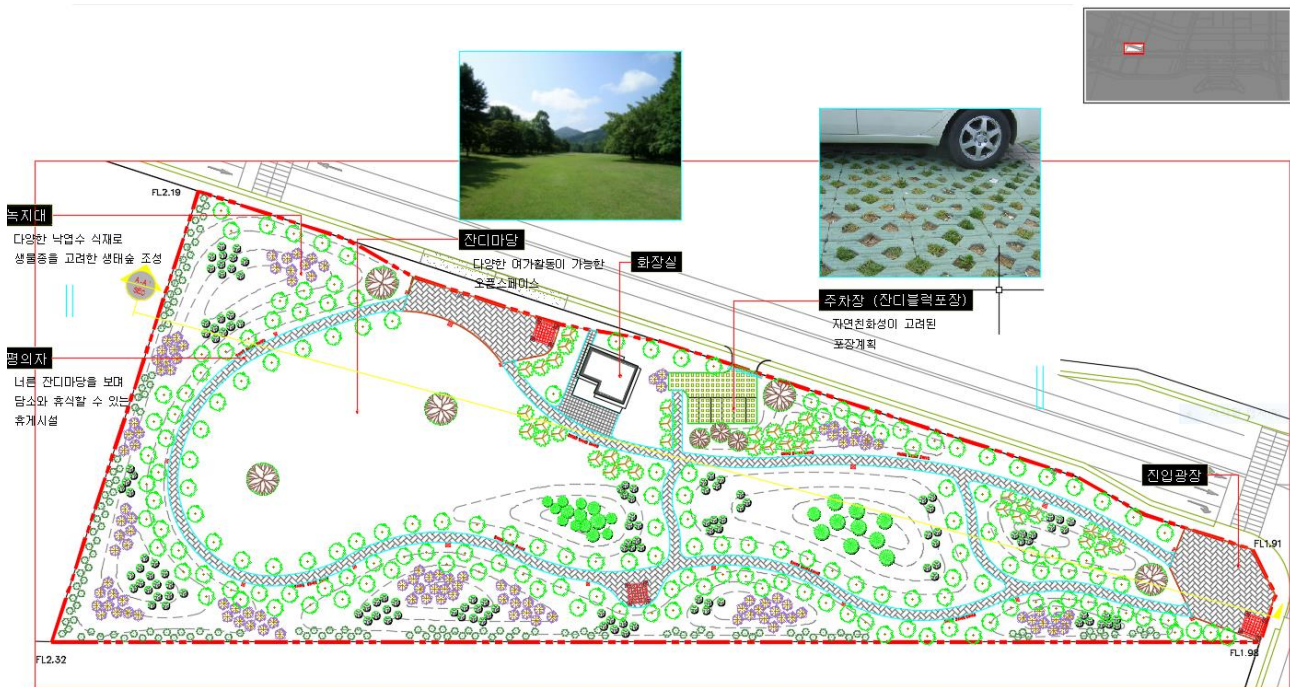 FL2.19
녹지대
다양한 낙엽수 식재로
생물종을 고려한 생태숲 조성
A-A'
잔디마당
다양한 여가활동이 가능한
오픈스페이스
화장실
주차장 (잔디블럭포장)
자연친화성이 고려된
포장계획
평의자
너른 잔디마당을 보며
담소와 휴식할 수 있는
휴게시설
진입광장
FL1.91
FL2.32
FL1.98